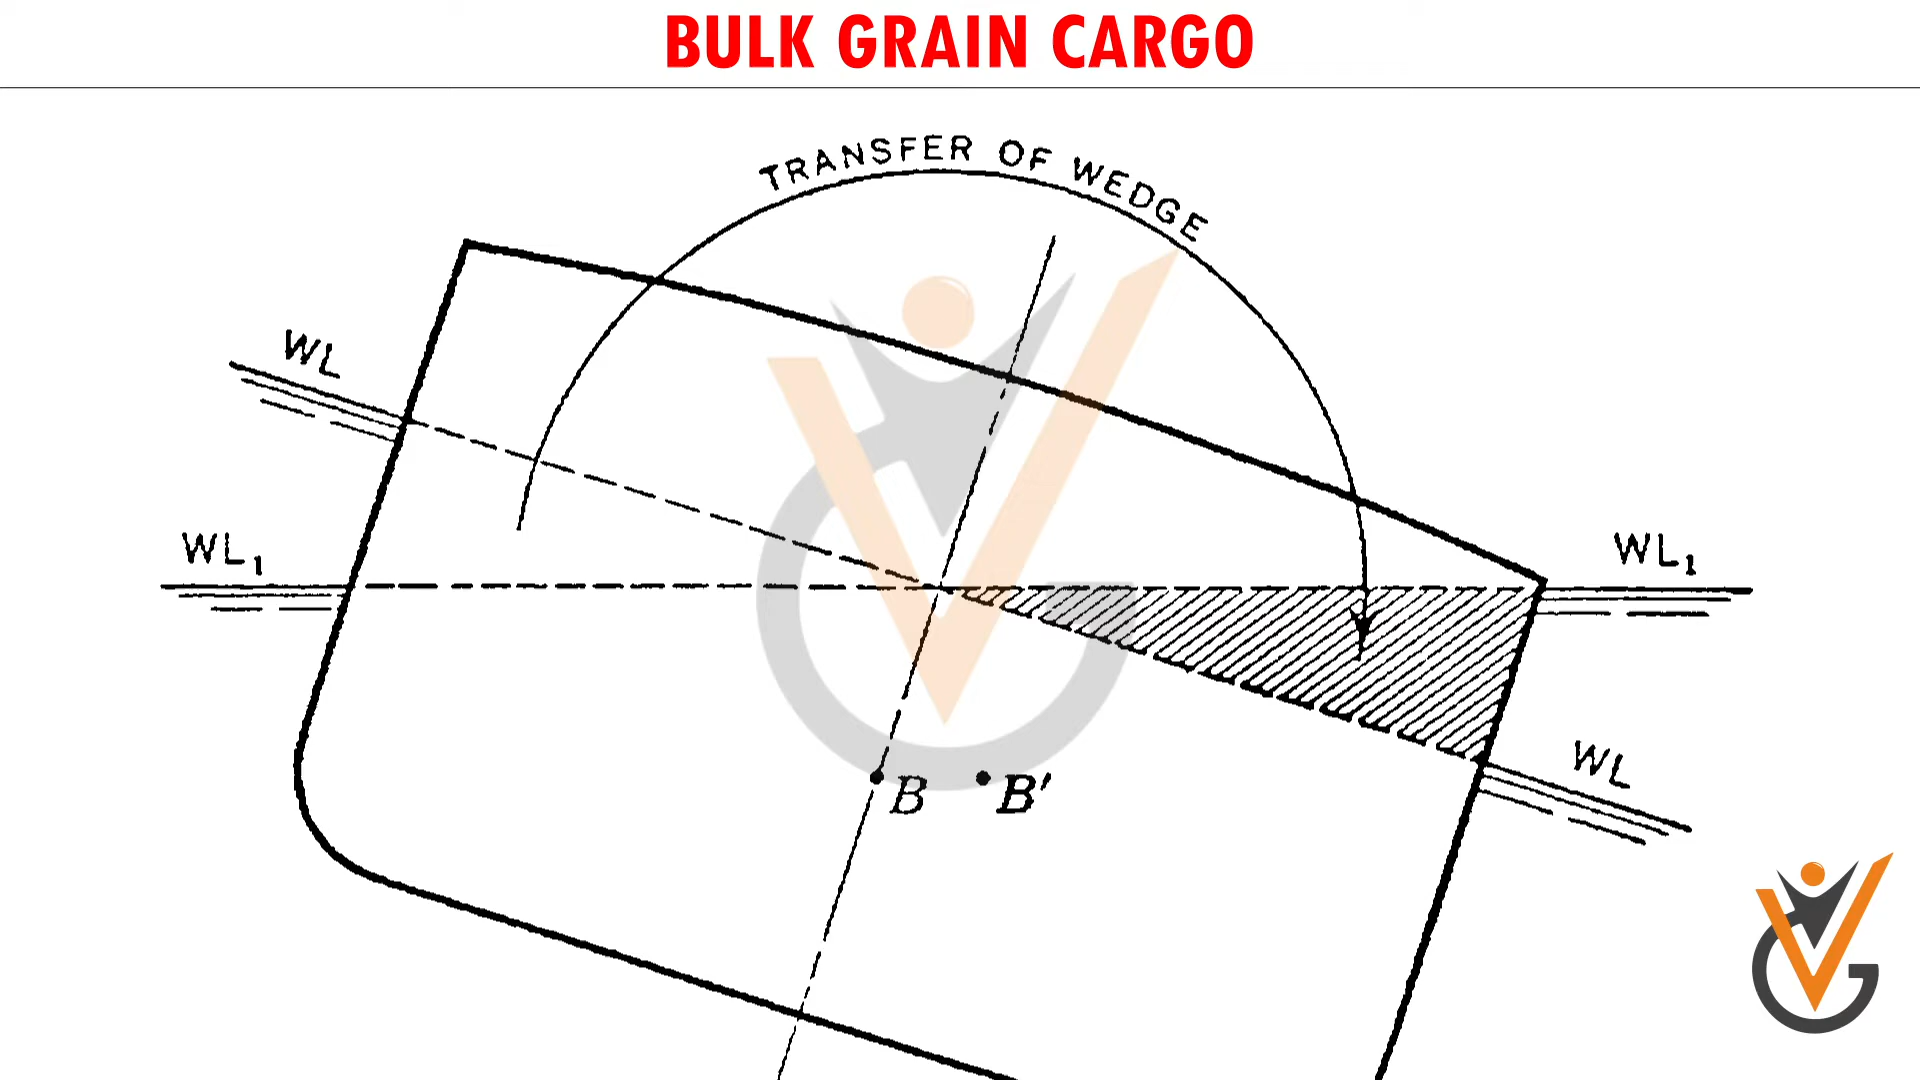 BULK GRAIN CARGO
TRANSFER OF WEDGE
WL
WL₁
WL₁
WL
B
B'